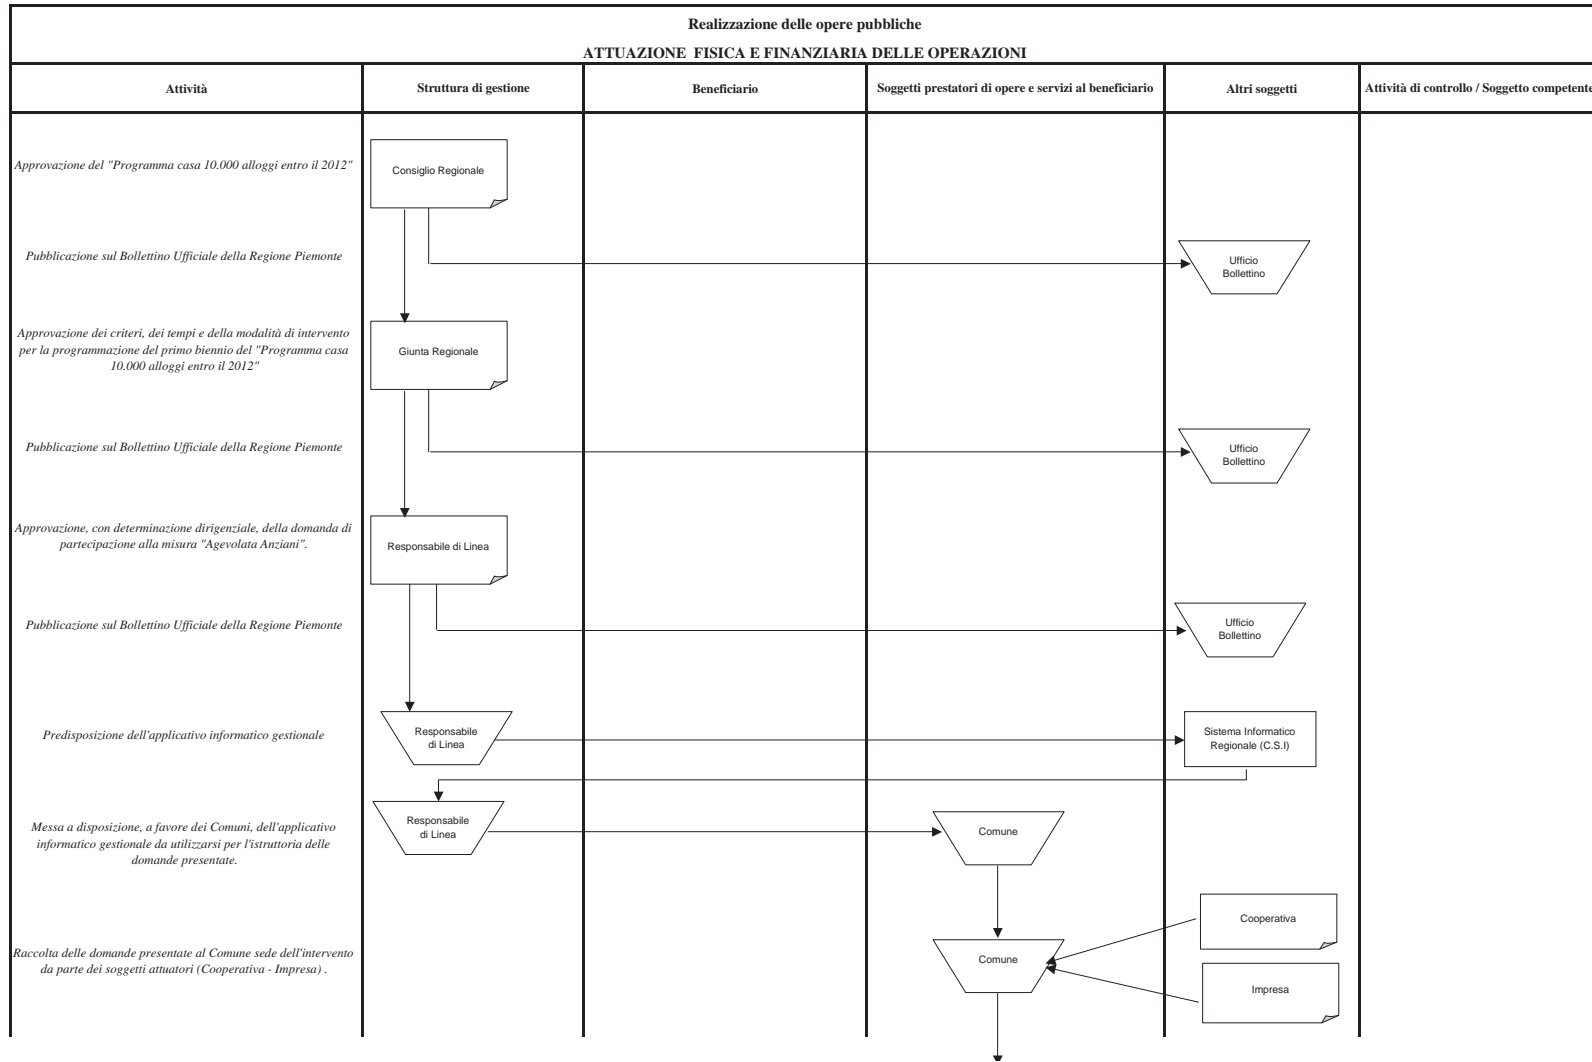 Realizzazione delle opere pubbliche
ATTUAZIONE FISICA E FINANZIARIA DELLE OPERAZIONI
Attività
Struttura di gestione
Beneficiario
Soggetti prestatori di opere e servizi al beneficiario
Altri soggetti
Attività di controllo / Soggetto competente
Approvazione del "Programma casa 10.000 alloggi entro il 2012"
Consiglio Regionale
Pubblicazione sul Bollettino Ufficiale della Regione Piemonte
Ufficio
Bollettino
Approvazione dei criteri, dei tempi e della modalità di intervento
per la programmazione del primo biennio del "Programma casa
10.000 alloggi entro il 2012"
Giunta Regionale
Pubblicazione sul Bollettino Ufficiale della Regione Piemonte
Ufficio
Bollettino
Approvazione, con determinazione dirigenziale, della domanda di
partecipazione alla misura "Agevolata Anziani".
Responsabile di Linea
Pubblicazione sul Bollettino Ufficiale della Regione Piemonte
Ufficio
Bollettino
Predisposizione dell'applicativo informatico gestionale
Responsabile
di Linea
Sistema Informatico
Regionale (C.S.I)
Messa a disposizione, a favore dei Comuni, dell'applicativo
informatico gestionale da utilizzarsi per l'istruttoria delle
domande presentate.
Responsabile
di Linea
Comune
Raccolta delle domande presentate al Comune sede dell'intervento
da parte dei soggetti attuatori (Cooperativa - Impresa) .
Comune
Cooperativa
Impresa